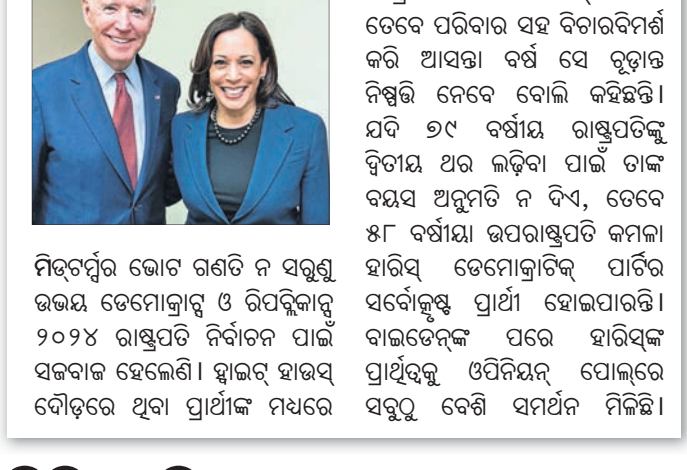 ମିଡ୍‌ଟର୍ମ୍ସର ଭୋଟ ଗଣତି ନ ସରୁଣୁ
ଉଭୟ ଡେମୋକ୍ରାଟ୍ସ ଓ ରିପବ୍ଲିକାନ୍ସ
୨୦୨୪ ରାଷ୍ଟ୍ରପତି ନିର୍ବାଚନ ପାଇଁ
ସଜବାଜ ହେଲେଣି। ହ୍ୱାଇଟ୍ ହାଉସ୍
ଦୌଡ଼ରେ ଥିବା ପ୍ରାର୍ଥୀଙ୍କ ମଧ୍ୟରେ
ତେବେ ପରିବାର ସହ ବିଚାରବିମର୍ଶ
କରି ଆସନ୍ତା ବର୍ଷ ସେ ଚୂଡ଼ାନ୍ତ
ନିଷ୍ପତ୍ତି ନେବେ ବୋଲି କହିଛନ୍ତି।
ଯଦି ୭୯ ବର୍ଷୀୟ ରାଷ୍ଟ୍ରପତିଙ୍କୁ
ଦ୍ୱିତୀୟ ଥର ଲଢ଼ିବା ପାଇଁ ତାଙ୍କ
ବୟସ ଅନୁମତି ନ ଦିଏ, ତେବେ
୫୮ ବର୍ଷୀୟା ଉପରାଷ୍ଟ୍ରପତି କମଳା
ହାରିସ୍ ଡେମୋକ୍ରାଟିକ୍ ପାର୍ଟିର
ସର୍ବୋତ୍କୃଷ୍ଟ ପ୍ରାର୍ଥୀ ହୋଇପାରନ୍ତି।
ବାଇଡେନ୍‌ଙ୍କ ପରେ ହାରିସ୍‌ଙ୍କ
ପ୍ରାର୍ଥିତ୍ୱକୁ ଓପିନିୟନ୍ ପୋଲ୍‌ରେ
ସବୁଠୁ ବେଶି ସମର୍ଥନ ମିଳିଛି।